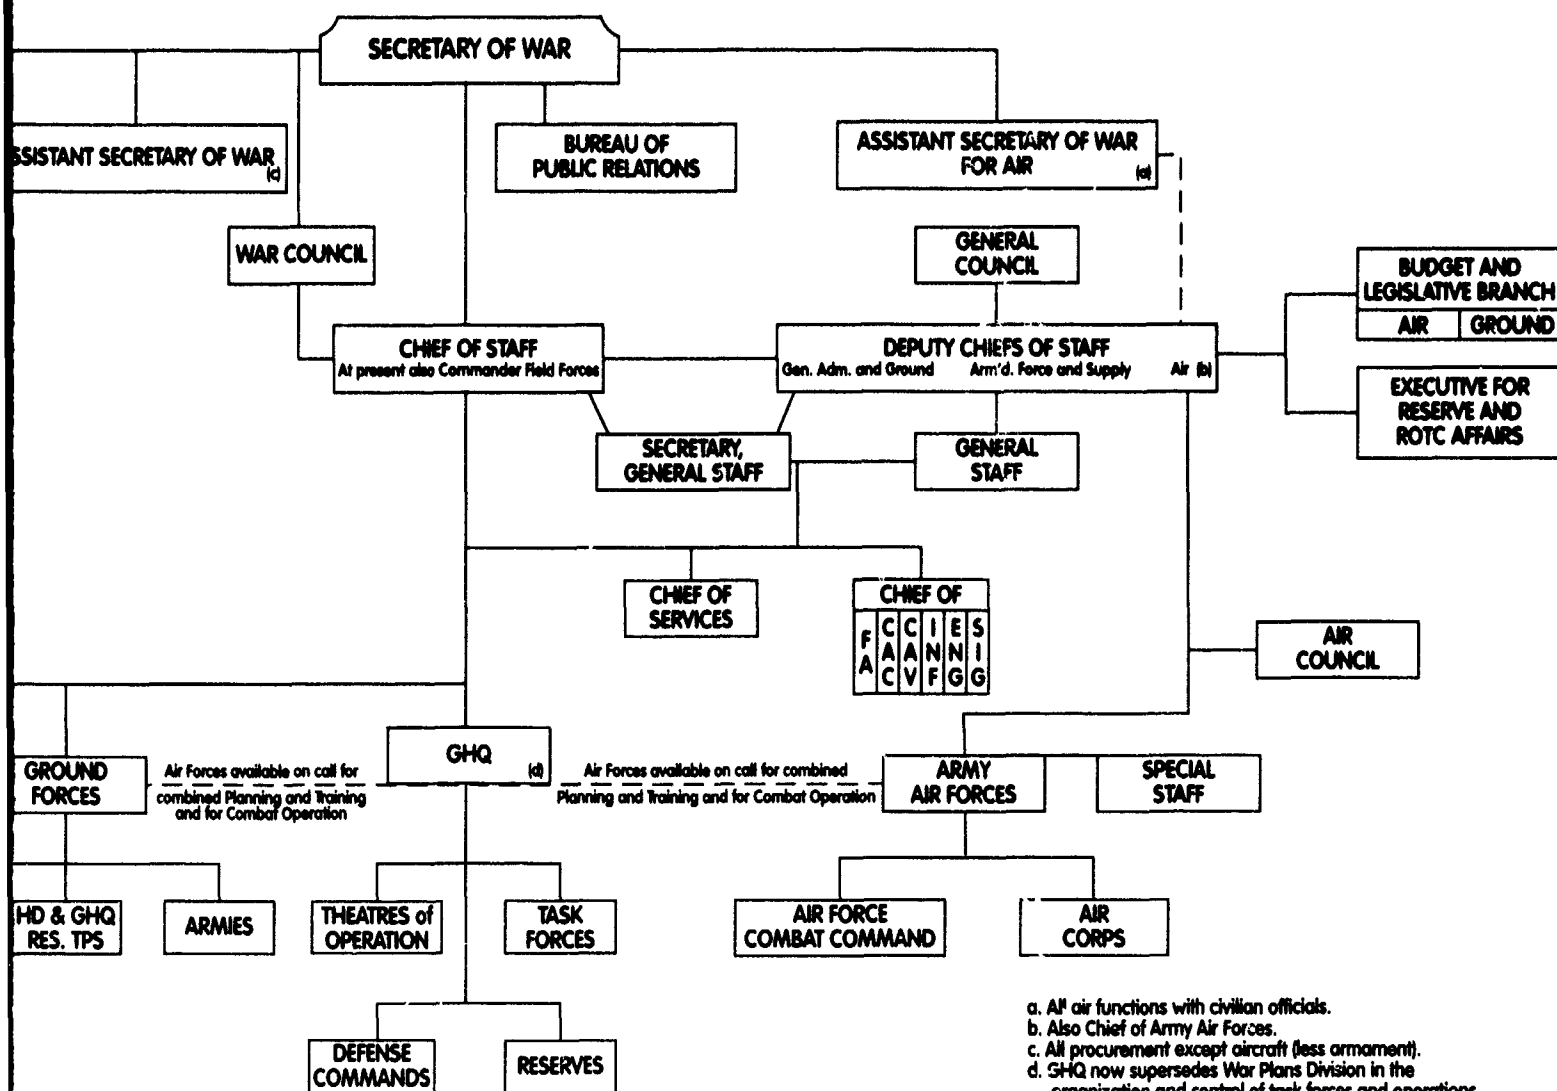 SECRETARY OF WAR
SSISTANT SECRETARY OF WAR
(c)
BUREAU OF
PUBLIC RELATIONS
ASSISTANT SECRETARY OF WAR
FOR AIR
(a)
WAR COUNCIL
GENERAL
COUNCIL
BUDGET AND
LEGISLATIVE BRANCH
AIR GROUND
CHIEF OF STAFF
At present also Commander Field Forces
DEPUTY CHIEFS OF STAFF
Gen. Adm. and Ground Arm'd. Force and Supply Air (b)
EXECUTIVE FOR
RESERVE AND
ROTC AFFAIRS
SECRETARY,
GENERAL STAFF
GENERAL
STAFF
CHIEF OF
SERVICES
CHIEF OF
FA CAC CAV INF ENG SIG
AIR
COUNCIL
GHQ
(d)
GROUND
FORCES
Air Forces available on call for
combined Planning and Training
and for Combat Operation
Air Forces available on call for combined
Planning and Training and for Combat Operation
ARMY
AIR FORCES
SPECIAL
STAFF
HD & GHQ
RES. TPS
ARMIES
THEATRES of
OPERATION
TASK
FORCES
AIR FORCE
COMBAT COMMAND
AIR
CORPS
DEFENSE
COMMANDS
RESERVES
a. All air functions with civilian officials.
b. Also Chief of Army Air Forces.
c. All procurement except aircraft (less armament).
d. GHQ now supersedes War Plans Division in the
organization and control of task forces and operations